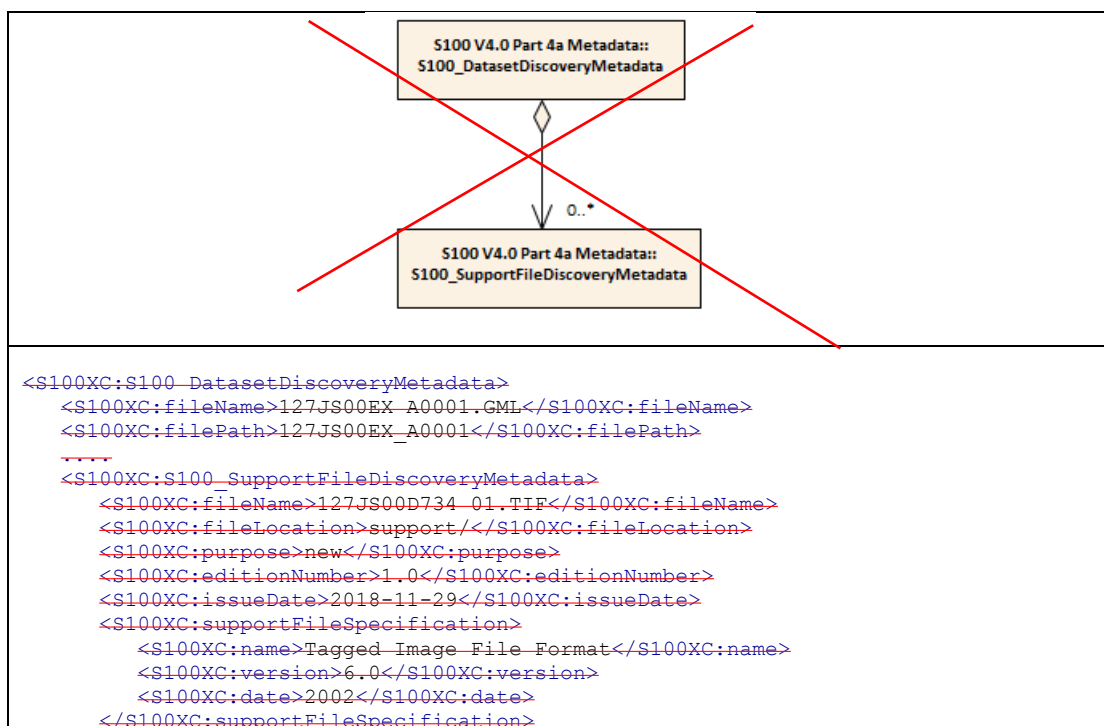 S100 V4.0 Part 4a Metadata::
S100_DatasetDiscoveryMetadata
0..*
S100 V4.0 Part 4a Metadata::
S100_SupportFileDiscoveryMetadata
<S100XC:S100_DatasetDiscoveryMetadata>
<S100XC:fileName>127JS00EX_A0001.GML</S100XC:fileName>
<S100XC:filePath>127JS00EX_A0001</S100XC:filePath>
....
<S100XC:S100_SupportFileDiscoveryMetadata>
<S100XC:fileName>127JS00D734_01.TIF</S100XC:fileName>
<S100XC:fileLocation>support/</S100XC:fileLocation>
<S100XC:purpose>new</S100XC:purpose>
<S100XC:editionNumber>1.0</S100XC:editionNumber>
<S100XC:issueDate>2018-11-29</S100XC:issueDate>
<S100XC:supportFileSpecification>
<S100XC:name>Tagged Image File Format</S100XC:name>
<S100XC:version>6.0</S100XC:version>
<S100XC:date>2002</S100XC:date>
</S100XC:supportFileSpecification>